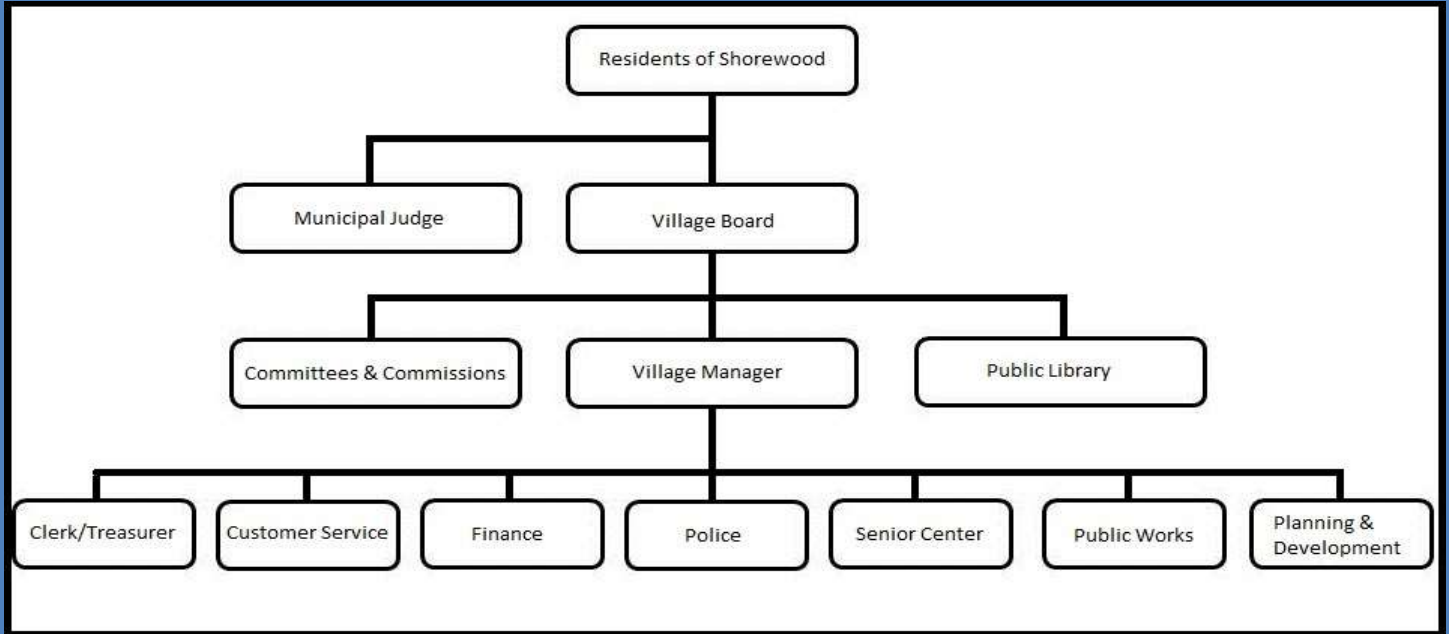 Residents of Shorewood
Municipal Judge
Village Board
Committees & Commissions
Village Manager
Public Library
Clerk/Treasurer
Customer Service
Finance
Police
Senior Center
Public Works
Planning &
Development